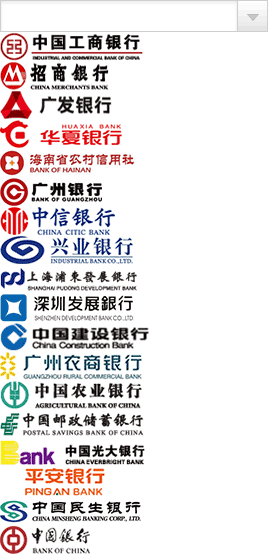 中国工商银行
INDUSTRIAL AND COMMERCIAL BANK OF CHINA
招商银行
CHINA MERCHANTS BANK
广发银行
HUAXIA BANK
华夏银行
海南省农村信用社
BANK OF HAINAN
广州银行
BANK OF GUANGZHOU
中信银行
CHINA CITIC BANK
兴业银行
INDUSTRIAL BANK CO.,LTD.
上海浦東發展銀行
SHANGHAI PUDONG DEVELOPMENT BANK
深圳发展銀行
SHENZHEN DEVELOPMENT BANK CO.,LTD
中国建设银行
China Construction Bank
广州农商银行
GUANGZHOU RURAL COMMERCIAL BANK
中国农业银行
AGRICULTURAL BANK OF CHINA
中国邮政储蓄银行
POSTAL SAVINGS BANK OF CHINA
Bank 中国光大银行
CHINA EVERBRIGHT BANK
平安银行
PINGAN BANK
中国民生银行
CHINA MINSHENG BANKING CORP., LTD.
中国银行
BANK OF CHINA